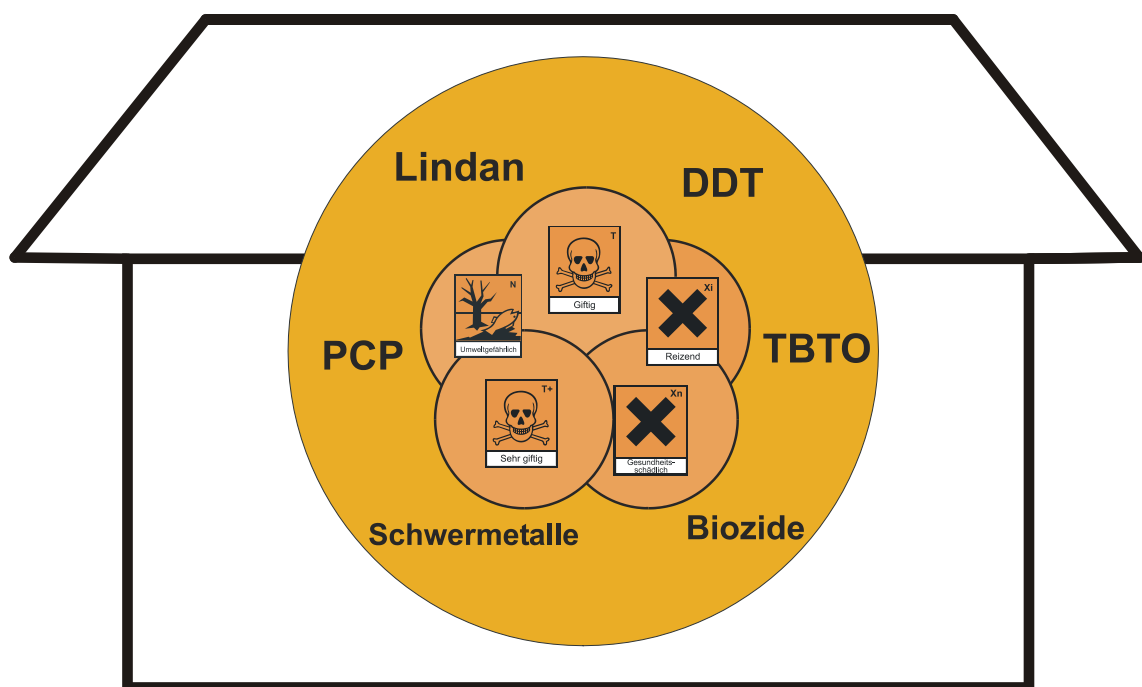 Lindan
DDT
T
Giftig
N
Umweltgefährlich
Xi
Reizend
PCP
TBTO
T+
Sehr giftig
Xn
Gesundheits-
schädlich
Schwermetalle
Biozide